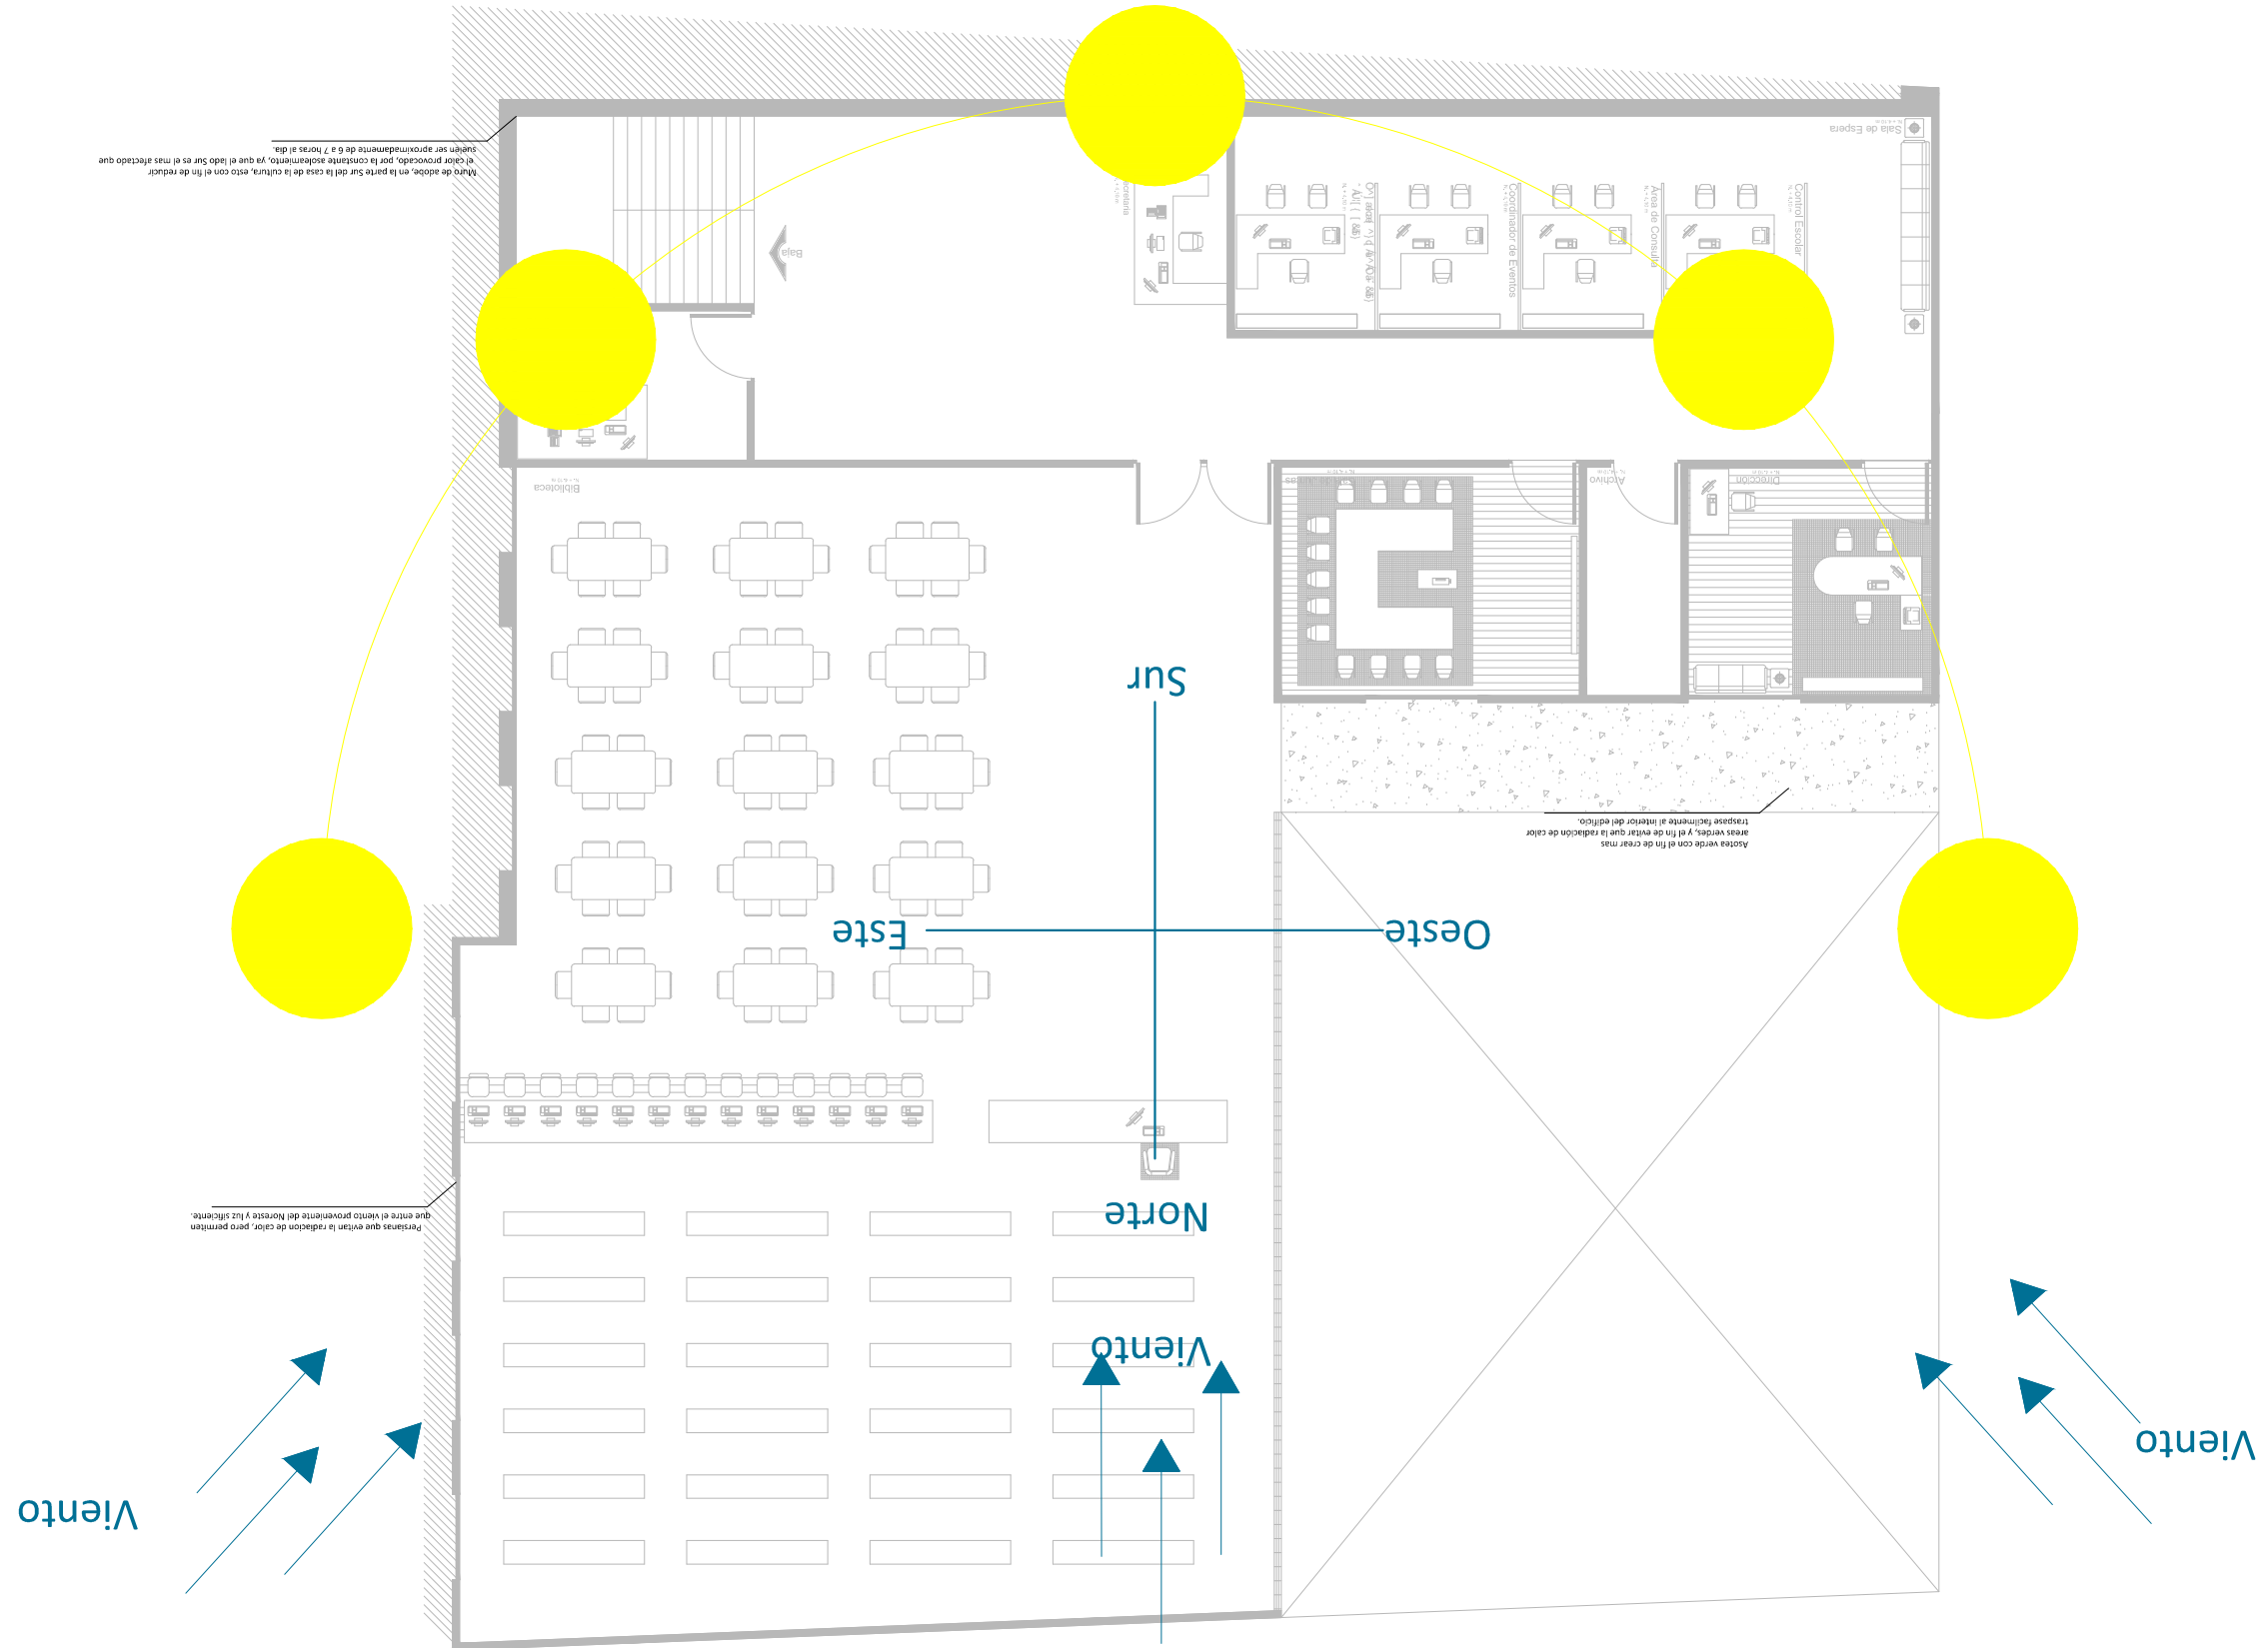 Viento
Viento
Viento
Persianas que evitan la radiacion de calor, pero permiten
que entre el viento proveniente del Noreste y luz sificiente.
Norte
Oeste
Este
Asotea verde con el fin de crear mas
areas verdes, y el fin de evitar que la radiación de calor
traspase facilmente al interior del edificio.
Sur
Biblioteca
Dirección
Archivo
Baja
Control Escolar
Area de Consulta
Coordinador de Eventos
Muro de adobe, en la parte Sur del la casa de la cultura, esto con el fin de reducir
el calor provocado, por la constante asoleamiento, ya que el lado Sur es el mas afectado que
suelen ser aproximadamente de 6 a 7 horas al dia.
Sala de Espera